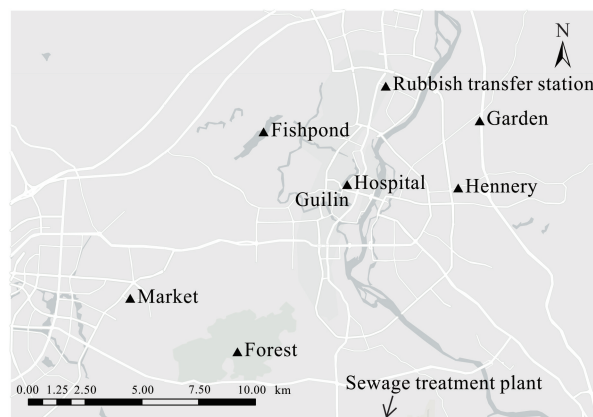 N
Rubbish transfer station
Garden
Fishpond
Hospital
Hennery
Guilin
Market
Forest
0.00 1.25 2.50 5.00 7.50 10.00 km
Sewage treatment plant